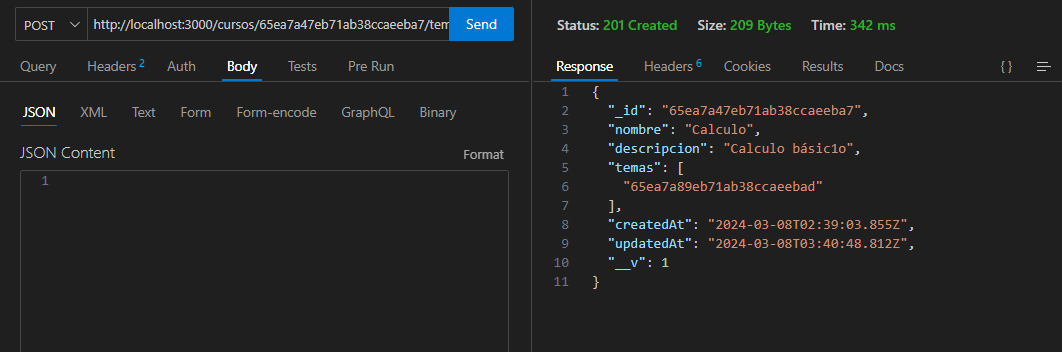 POST http://localhost:3000/cursos/65ea7a47eb71ab38ccaeeba7/tem Send
Query Headers 2 Auth Body Tests Pre Run
JSON XML Text Form Form-encode GraphQL Binary
JSON Content Format
1
Status: 201 Created Size: 209 Bytes Time: 342 ms
Response Headers 6 Cookies Results Docs { }
1 {
2 "_id": "65ea7a47eb71ab38ccaeeba7",
3 "nombre": "Calculo",
4 "descripcion": "Calculo básic1o",
5 "temas": [
6 "65ea7a89eb71ab38ccaeebad"
7 ],
8 "createdAt": "2024-03-08T02:39:03.855Z",
9 "updatedAt": "2024-03-08T03:40:48.812Z",
10 "__v": 1
11 }